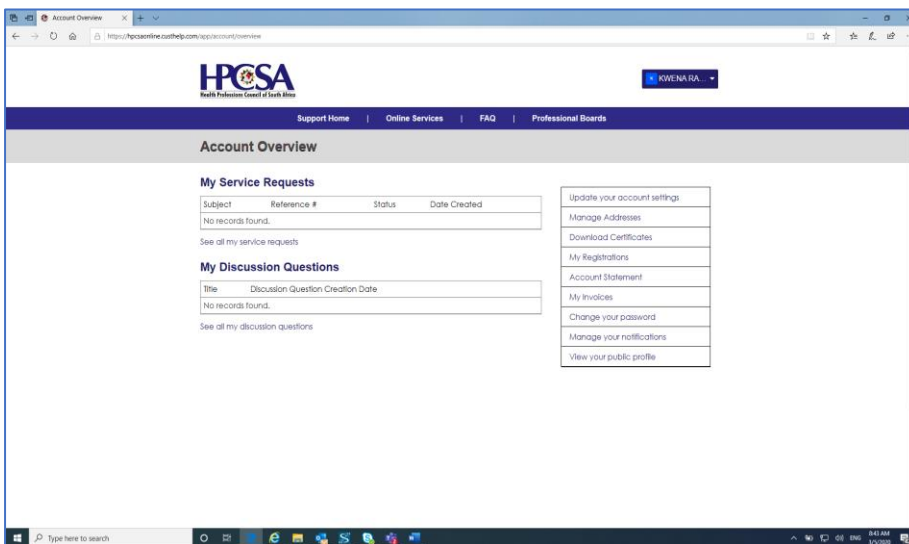 Account Overview
https://hpcsaonline.custhelp.com/app/account/overview
HPCSA
Health Professions Council of South Africa
K KWENA RA...
Support Home | Online Services | FAQ | Professional Boards
Account Overview
My Service Requests
Subject Reference # Status Date Created
No records found.
See all my service requests
My Discussion Questions
Title Discussion Question Creation Date
No records found.
See all my discussion questions
Update your account settings
Manage Addresses
Download Certificates
My Registrations
Account Statement
My Invoices
Change your password
Manage your notifications
View your public profile
Type here to search
ENG
8:43 AM
1/5/2020